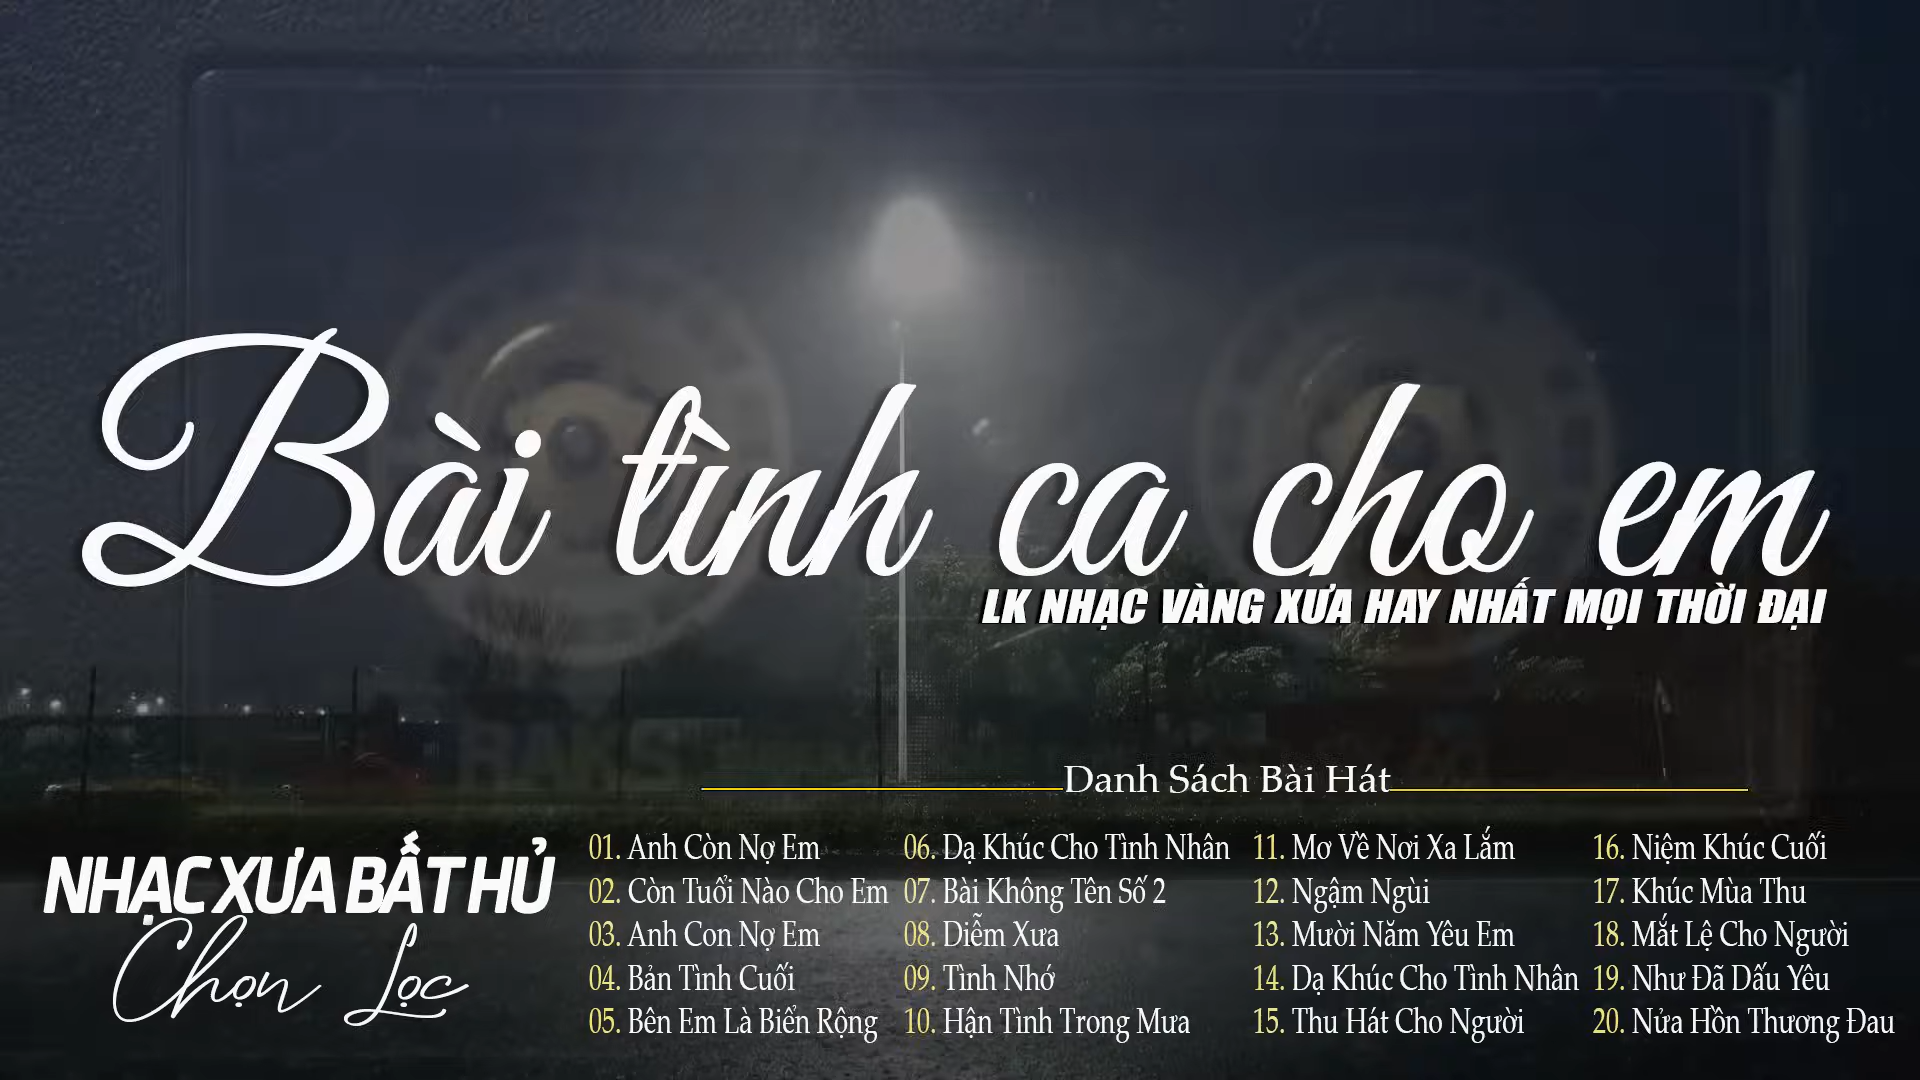 Bài tình ca cho em
LK NHẠC VÀNG XƯA HAY NHẤT MỌI THỜI ĐẠI
Danh Sách Bài Hát
NHẠC XƯA BẤT HỦ
Chọn Lọc
01. Anh Còn Nợ Em
02. Còn Tuổi Nào Cho Em
03. Anh Con Nợ Em
04. Bản Tình Cuối
05. Bên Em Là Biển Rộng
06. Dạ Khúc Cho Tình Nhân
07. Bài Không Tên Số 2
08. Diễm Xưa
09. Tình Nhớ
10. Hận Tình Trong Mưa
11. Mơ Về Nơi Xa Lắm
12. Ngậm Ngùi
13. Mười Năm Yêu Em
14. Dạ Khúc Cho Tình Nhân
15. Thu Hát Cho Người
16. Niệm Khúc Cuối
17. Khúc Mùa Thu
18. Mắt Lệ Cho Người
19. Như Đã Dấu Yêu
20. Nửa Hồn Thương Đau